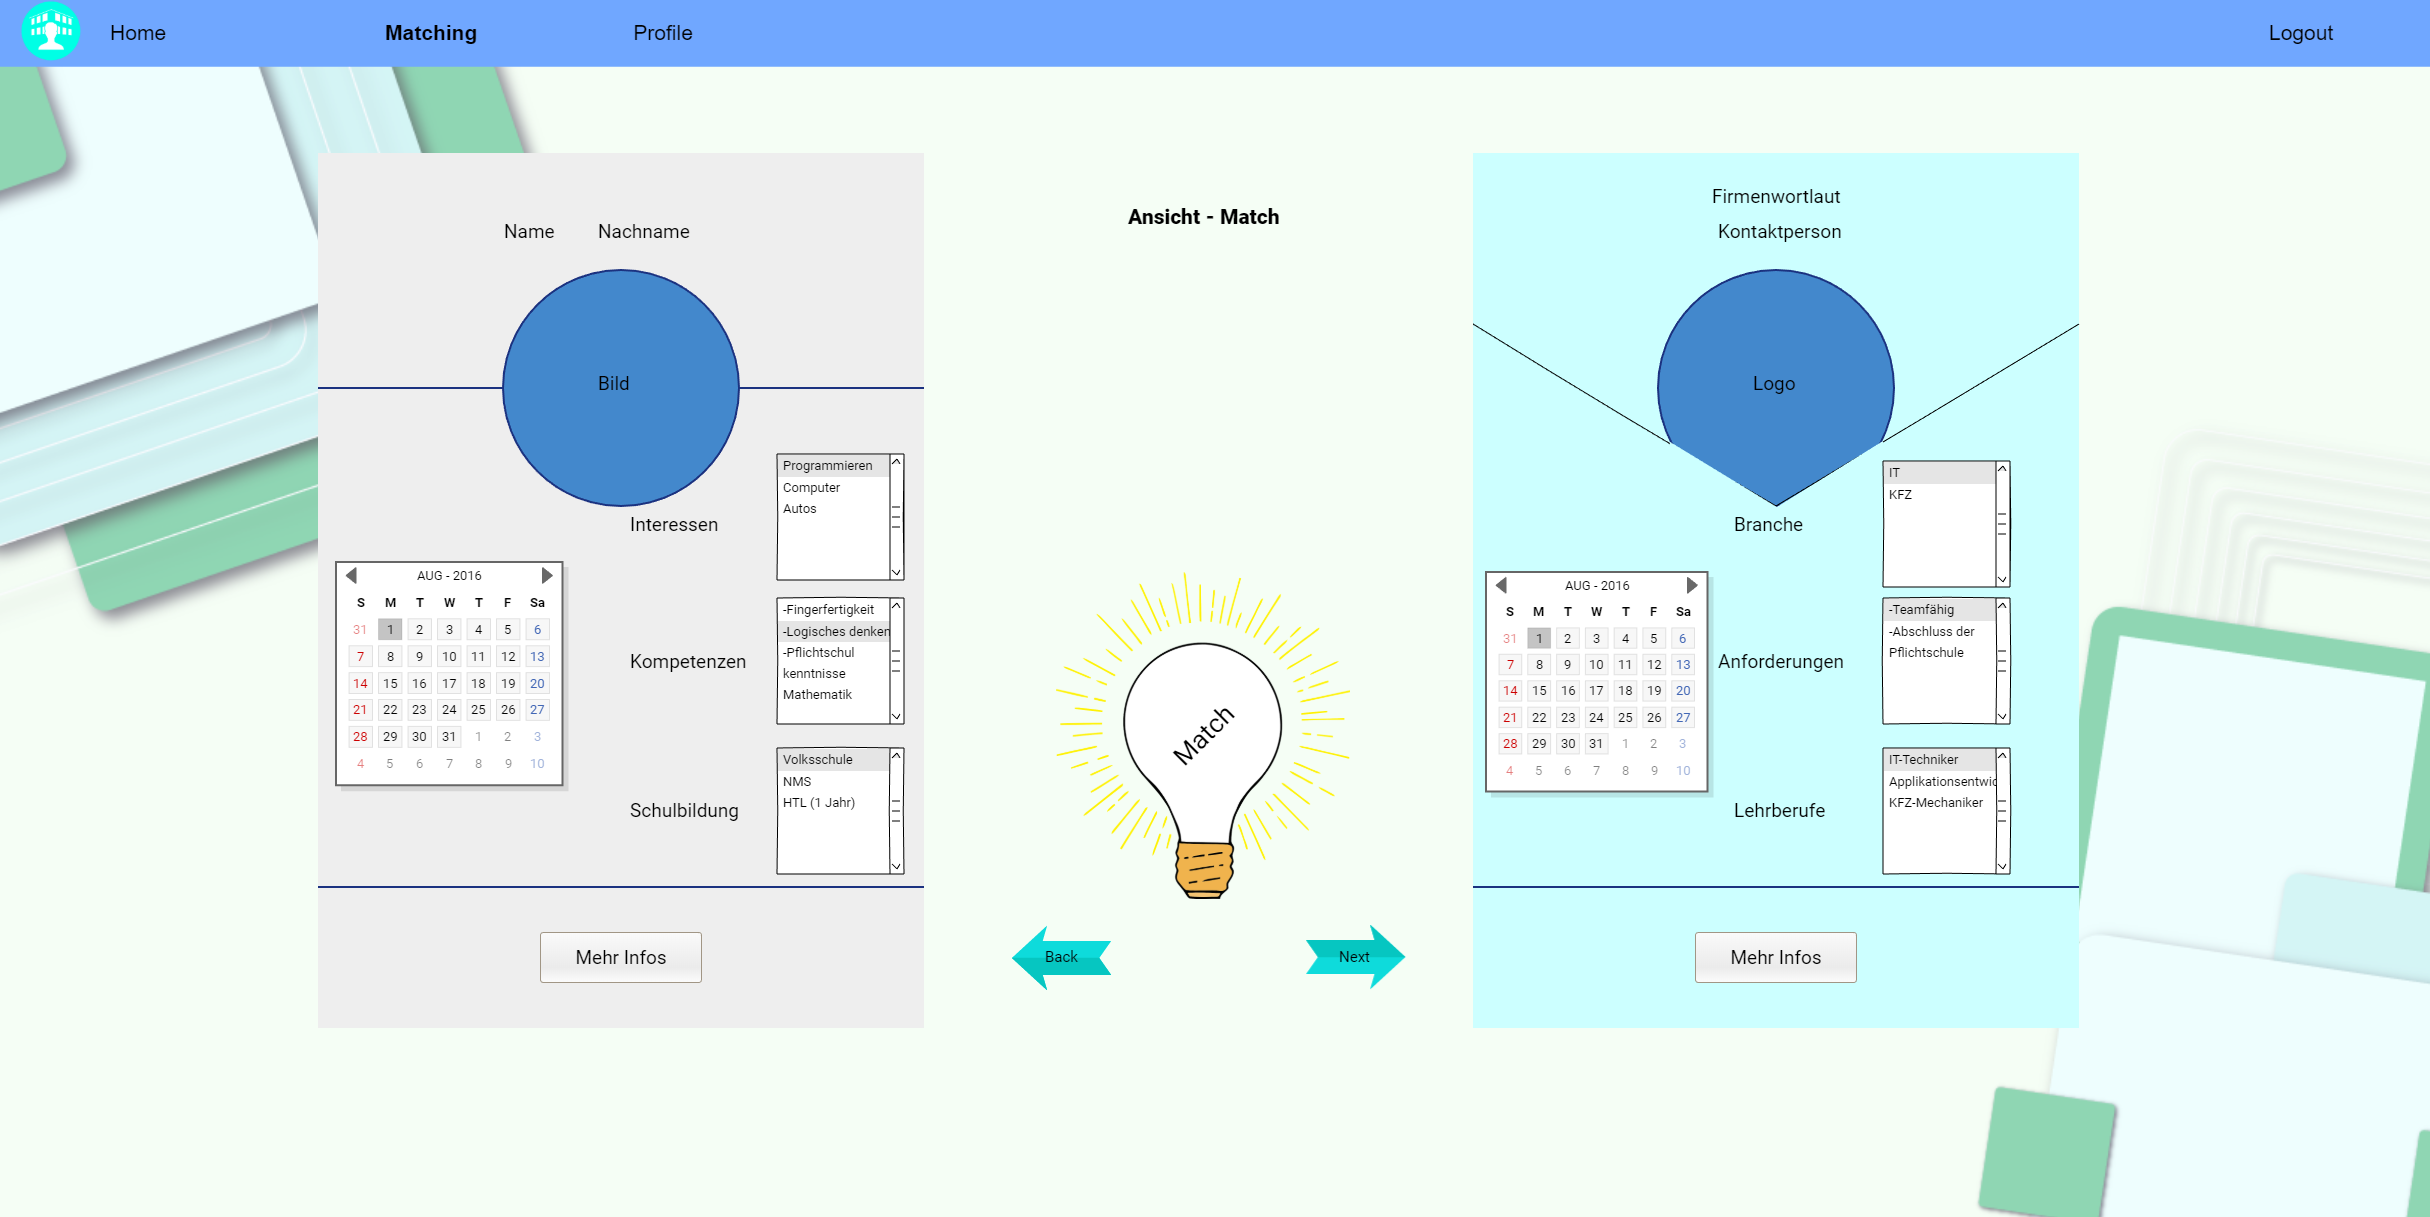 Home Matching Profile Logout
Ansicht - Match
Name Nachname
Bild
Interessen
Programmieren
Computer
Autos
AUG - 2016
S M T W T F Sa
31 1 2 3 4 5 6
7 8 9 10 11 12 13
14 15 16 17 18 19 20
21 22 23 24 25 26 27
28 29 30 31 1 2 3
4 5 6 7 8 9 10
Kompetenzen
-Fingerfertigkeit
-Logisches denken
-Pflichtschul
kenntnisse
Mathematik
Schulbildung
Volksschule
NMS
HTL (1 Jahr)
Mehr Infos
Match
Back
Next
Firmenwortlaut
Kontaktperson
Logo
Branche
IT
KFZ
AUG - 2016
S M T W T F Sa
31 1 2 3 4 5 6
7 8 9 10 11 12 13
14 15 16 17 18 19 20
21 22 23 24 25 26 27
28 29 30 31 1 2 3
4 5 6 7 8 9 10
Anforderungen
-Teamfähig
-Abschluss der
Pflichtschule
Lehrberufe
IT-Techniker
Applikationsentwic
KFZ-Mechaniker
Mehr Infos